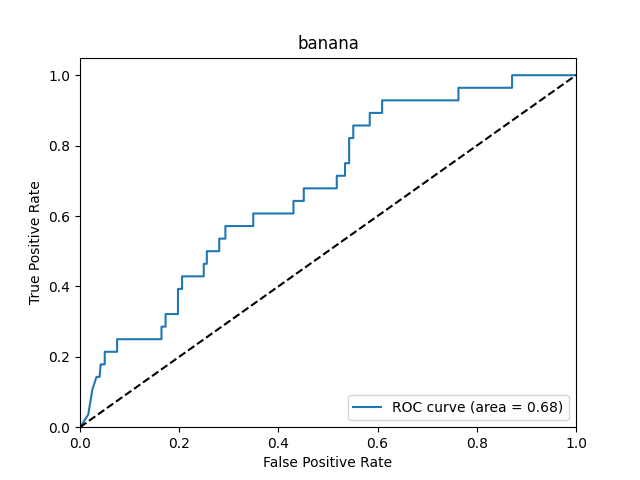 banana
True Positive Rate
1.0
0.8
0.6
0.4
0.2
0.0
ROC curve (area = 0.68)
0.0 0.2 0.4 0.6 0.8 1.0
False Positive Rate